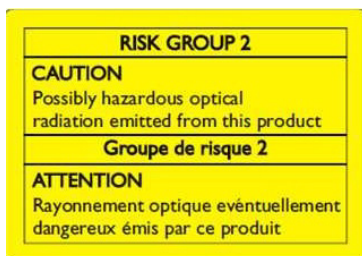 RISK GROUP 2
CAUTION
Possibly hazardous optical
radiation emitted from this product
Groupe de risque 2
ATTENTION
Rayonnement optique evéntuellement
dangereux émis par ce produit